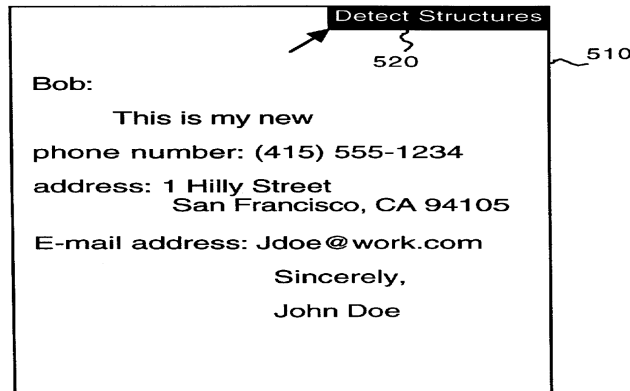 Detect Structures
520
510
Bob:
This is my new
phone number: (415) 555-1234
address: 1 Hilly Street
San Francisco, CA 94105
E-mail address: Jdoe@work.com
Sincerely,
John Doe